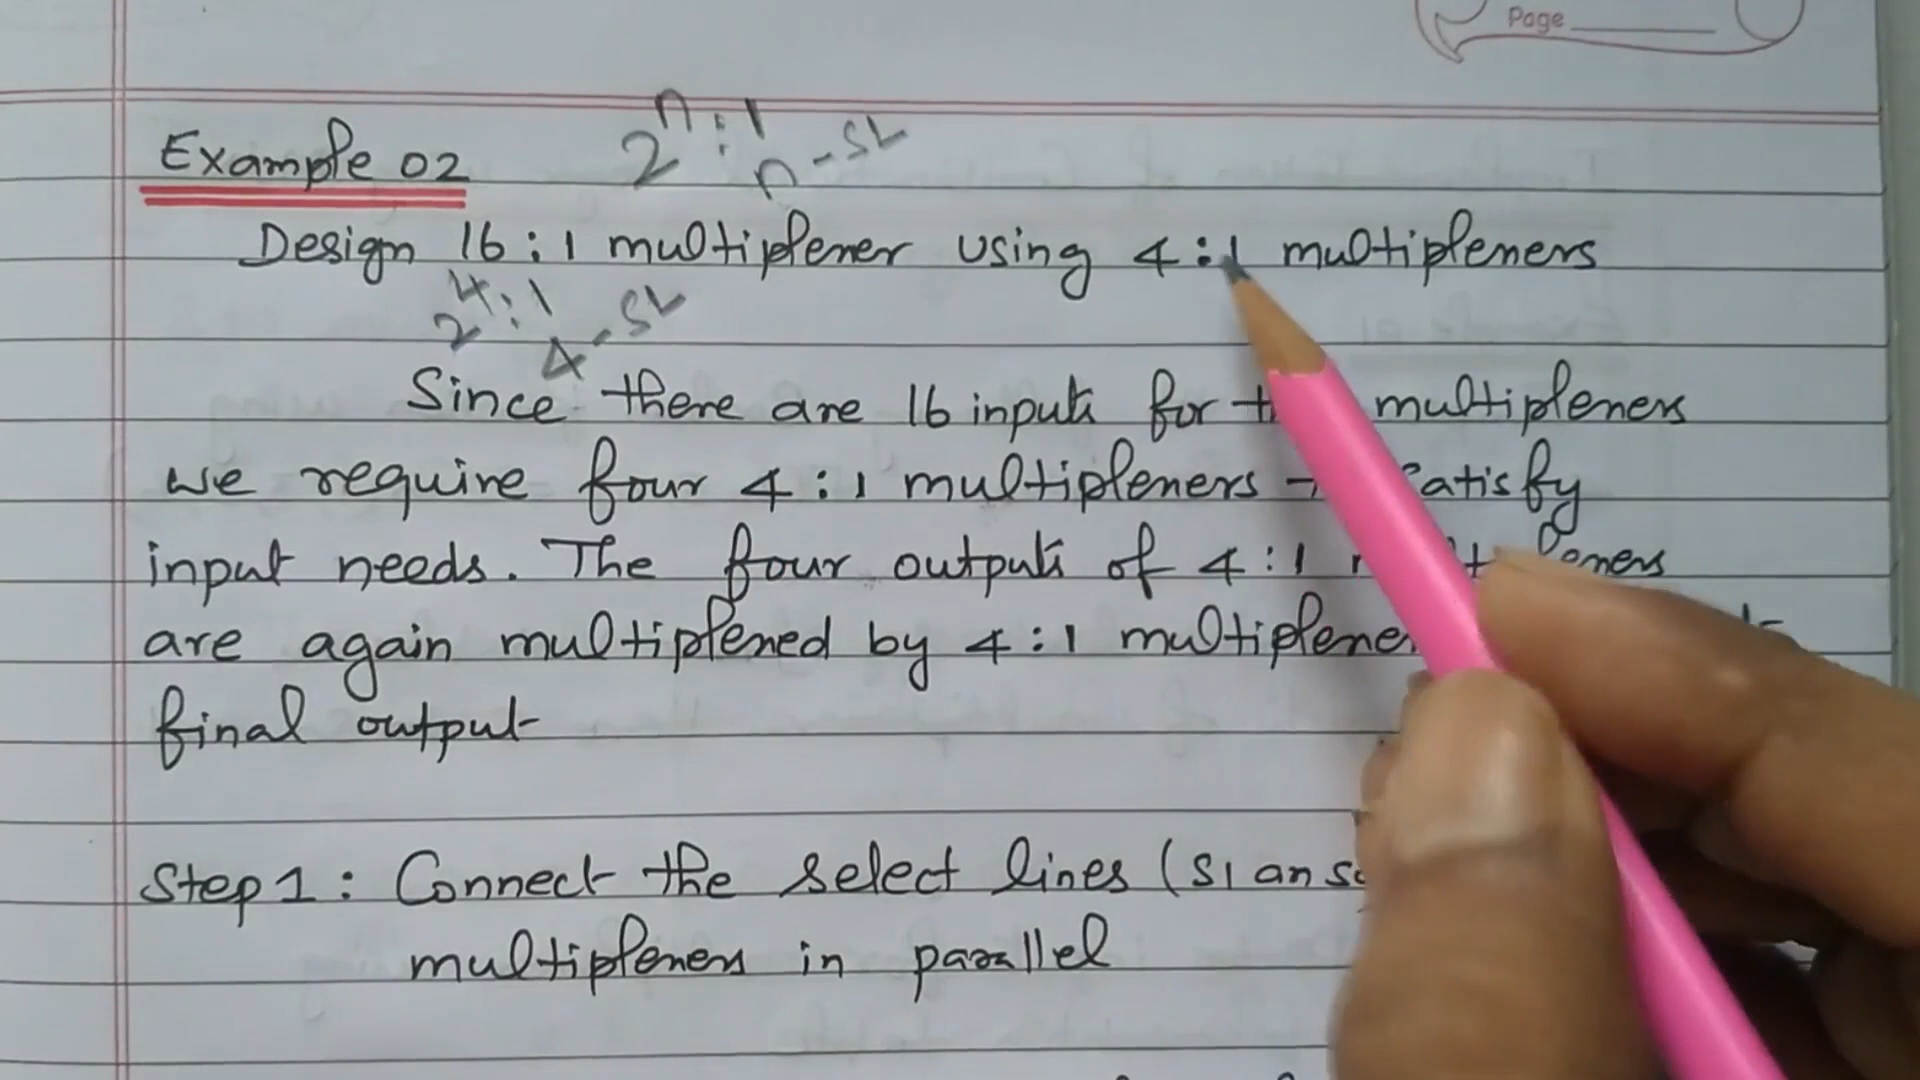 Page
2^n : 1
n - SL
Example 02
Design 16 : 1 multiplexer using 4 : 1 multiplexers
2^4 : 1
4 - SL
Since there are 16 inputs for multiplexers
we require four 4 : 1 multiplexers satisfy
input needs. The four outputs of 4 : 1
are again multiplexed by 4 : 1
final output
Step 1 : Connect the select lines (S1 an
multiplexers in parallel